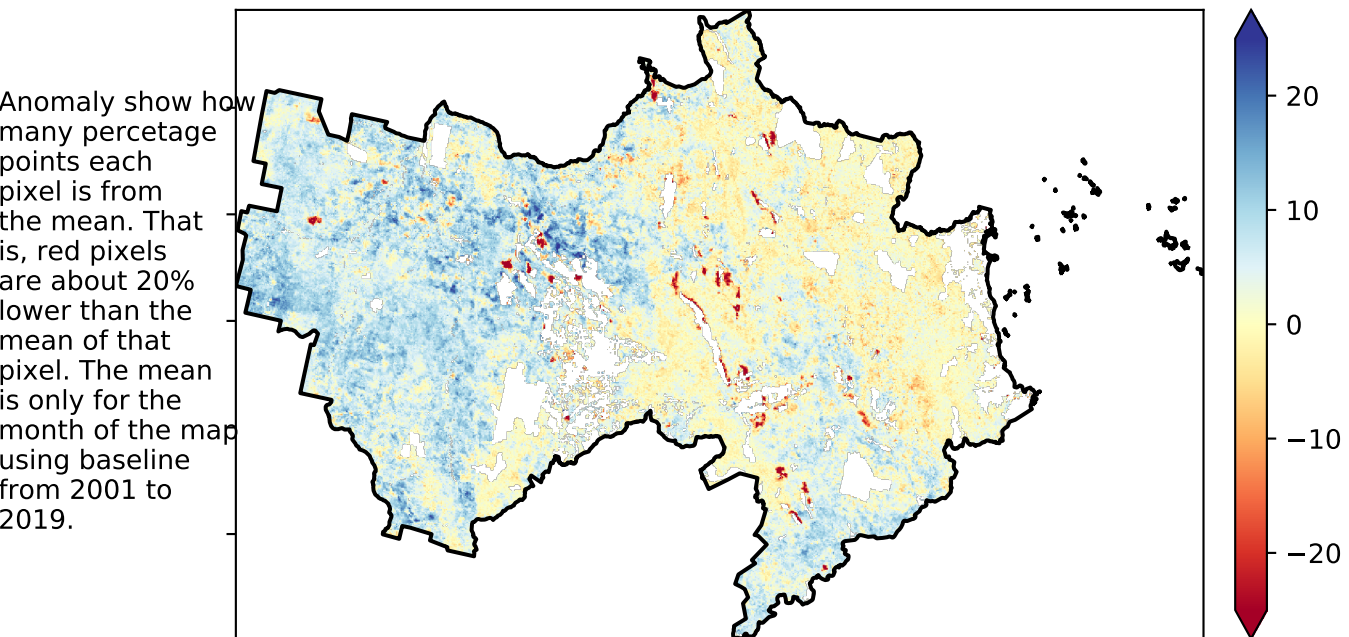 Anomaly show how
many percetage
points each
pixel is from
the mean. That
is, red pixels
are about 20%
lower than the
mean of that
pixel. The mean
is only for the
month of the map
using baseline
from 2001 to
2019.
20
10
0
−10
−20